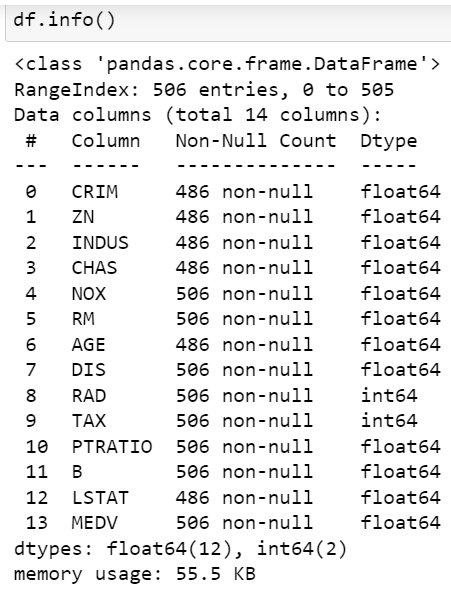 df.info()
<class 'pandas.core.frame.DataFrame'>
RangeIndex: 506 entries, 0 to 505
Data columns (total 14 columns):
 #   Column   Non-Null Count  Dtype
---  ------   --------------  -----
 0   CRIM     486 non-null    float64
 1   ZN       486 non-null    float64
 2   INDUS    486 non-null    float64
 3   CHAS     486 non-null    float64
 4   NOX      506 non-null    float64
 5   RM       506 non-null    float64
 6   AGE      486 non-null    float64
 7   DIS      506 non-null    float64
 8   RAD      506 non-null    int64
 9   TAX      506 non-null    int64
 10  PTRATIO  506 non-null    float64
 11  B        506 non-null    float64
 12  LSTAT    486 non-null    float64
 13  MEDV     506 non-null    float64
dtypes: float64(12), int64(2)
memory usage: 55.5 KB